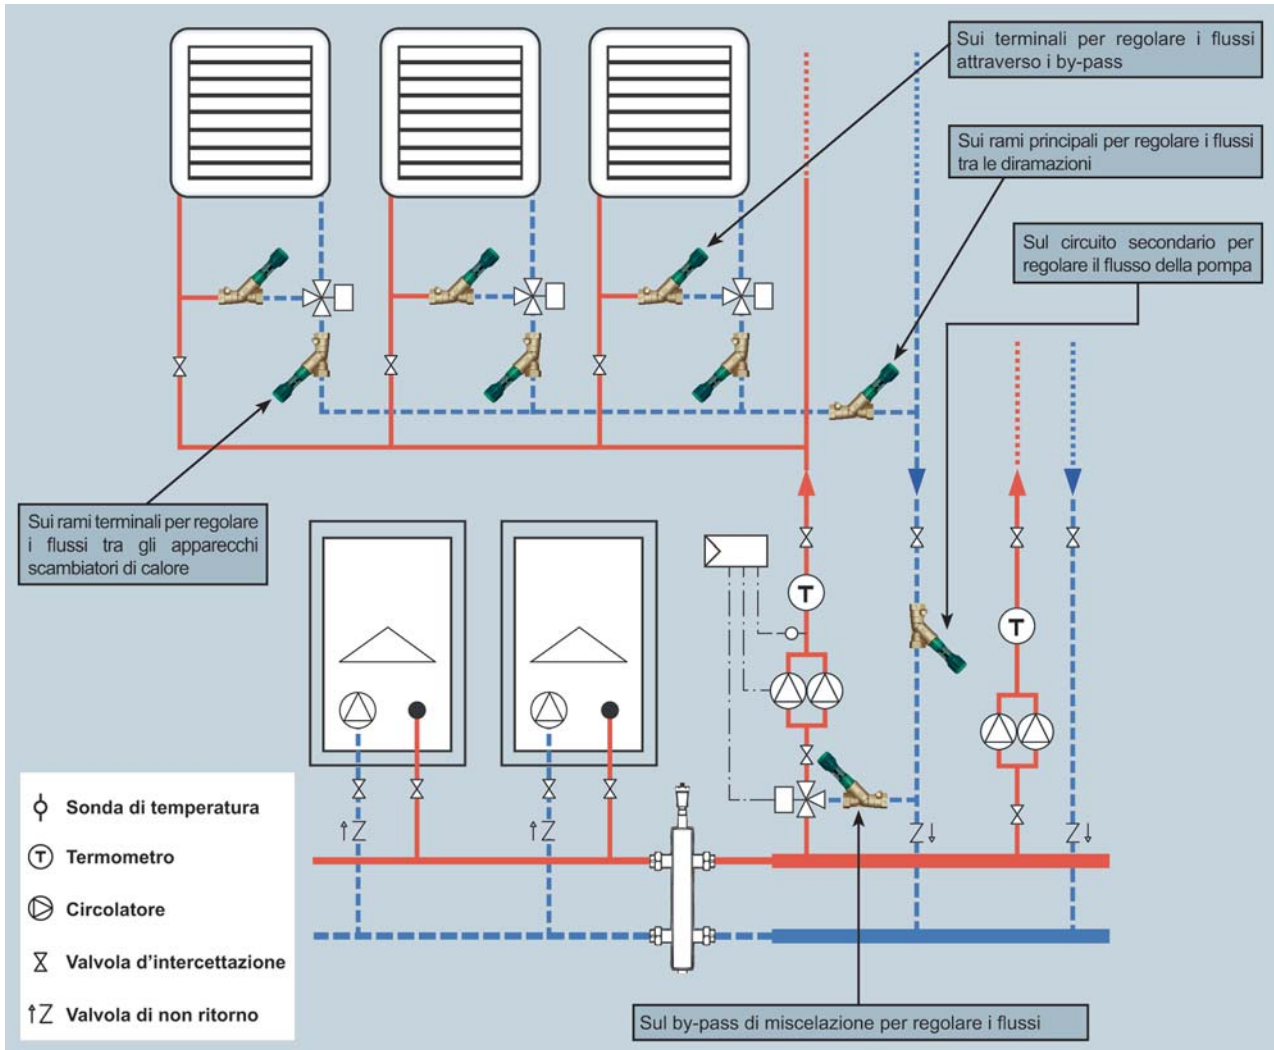 Sui terminali per regolare i flussi
attraverso i by-pass
Sui rami principali per regolare i flussi
tra le diramazioni
Sul circuito secondario per
regolare il flusso della pompa
Sui rami terminali per regolare
i flussi tra gli apparecchi
scambiatori di calore
T
T
Sonda di temperatura
T Termometro
Circolatore
Valvola d'intercettazione
Valvola di non ritorno
Sul by-pass di miscelazione per regolare i flussi